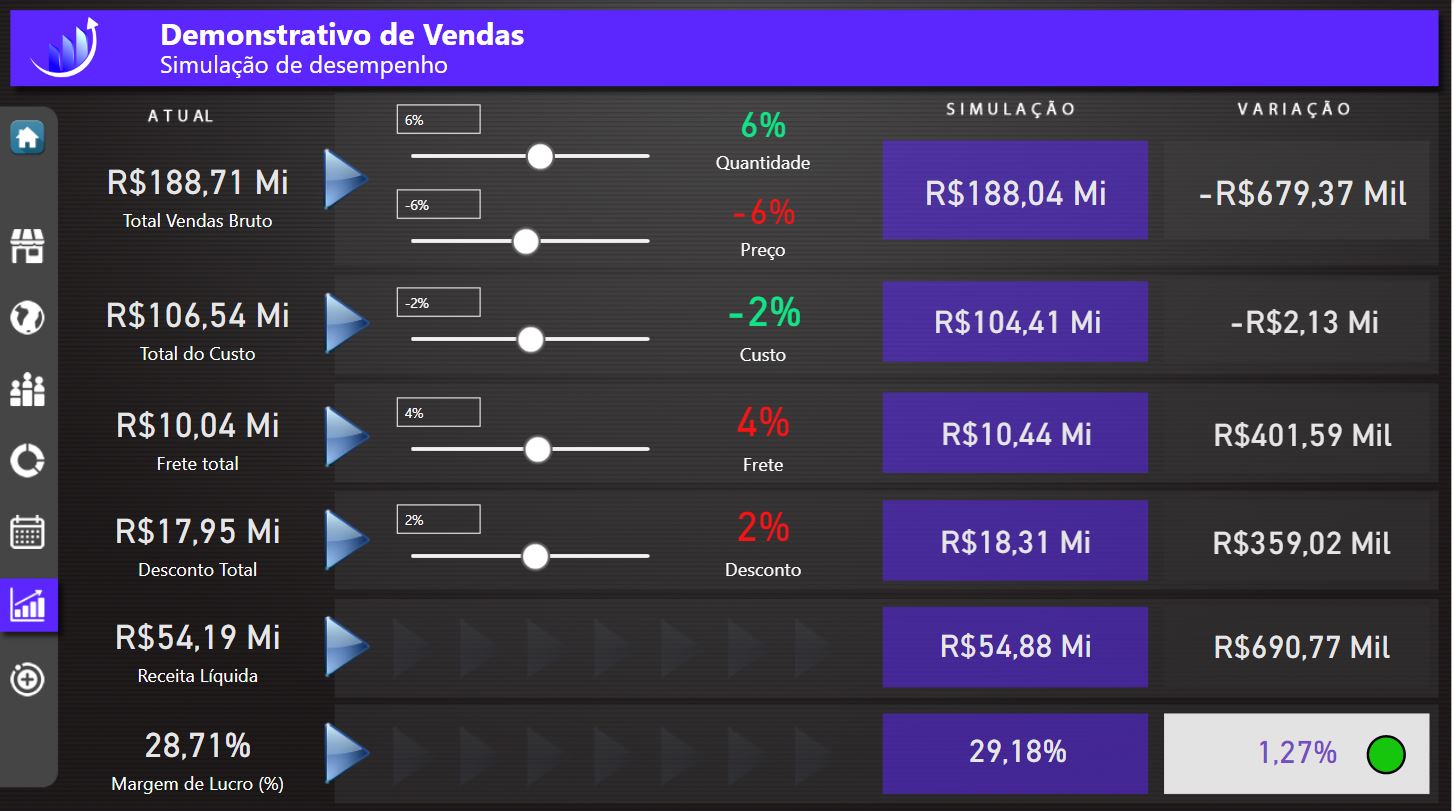 Demonstrativo de Vendas
Simulação de desempenho
ATUAL
SIMULAÇÃO
VARIAÇÃO
R$188,71 Mi
Total Vendas Bruto
6%
6%
Quantidade
-6%
-6%
Preço
R$188,04 Mi
-R$679,37 Mil
R$106,54 Mi
Total do Custo
-2%
-2%
Custo
R$104,41 Mi
-R$2,13 Mi
R$10,04 Mi
Frete total
4%
4%
Frete
R$10,44 Mi
R$401,59 Mil
R$17,95 Mi
Desconto Total
2%
2%
Desconto
R$18,31 Mi
R$359,02 Mil
R$54,19 Mi
Receita Líquida
R$54,88 Mi
R$690,77 Mil
28,71%
Margem de Lucro (%)
29,18%
1,27%